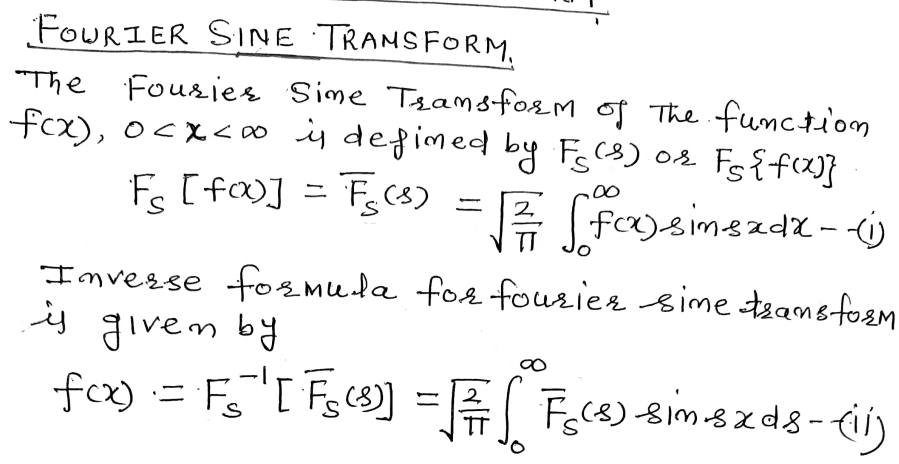 FOURIER SINE TRANSFORM.
The Fourier Sine Transform of The function
f(x), 0<x<∞ is defined by F̅s(s) or Fs{f(x)}
Fs[f(x)] = F̅s(s) = √(2/π) ∫₀^∞ f(x) sin sx dx - (i)
Inverse formula for fourier sine transform
is given by
f(x) = Fs⁻¹[F̅s(s)] = √(2/π) ∫₀^∞ F̅s(s) sin sx ds - (ii)